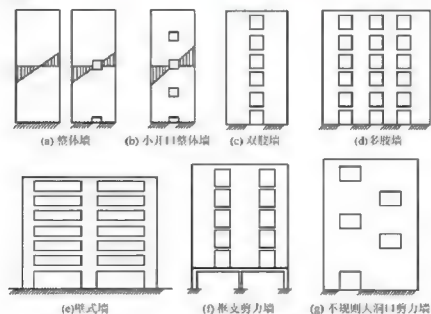 (a) 整体墙
(b) 小开口整体墙
(c) 双肢墙
(d) 多肢墙
(e) 壁式墙
(f) 框支剪力墙
(g) 不规则大洞口剪力墙